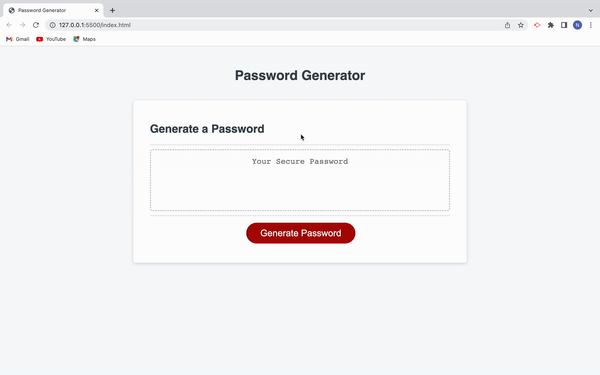 Password Generator
127.0.0.1:5500/index.html
N
Gmail
YouTube
Maps
Password Generator
Generate a Password
Your Secure Password
Generate Password